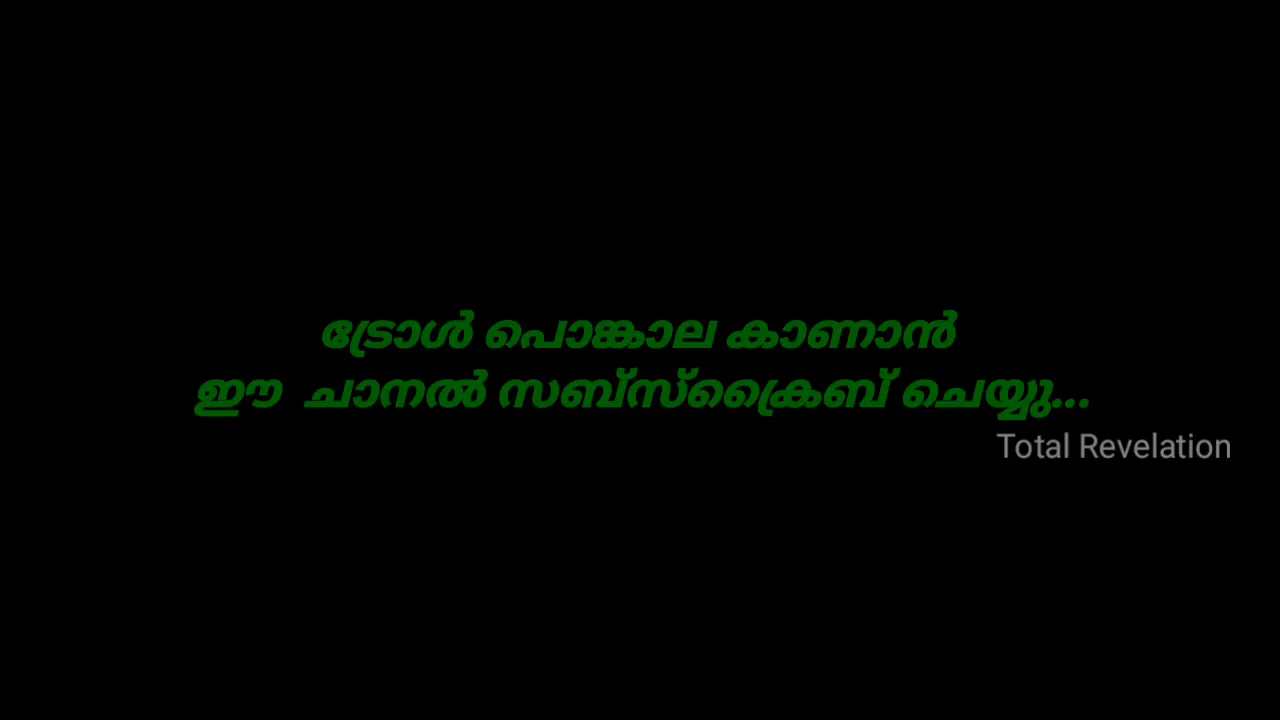 ട്രോൾ പൊങ്കാല കാണാൻ
ഈ ചാനൽ സബ്സ്ക്രൈബ് ചെയ്യു...
Total Revelation